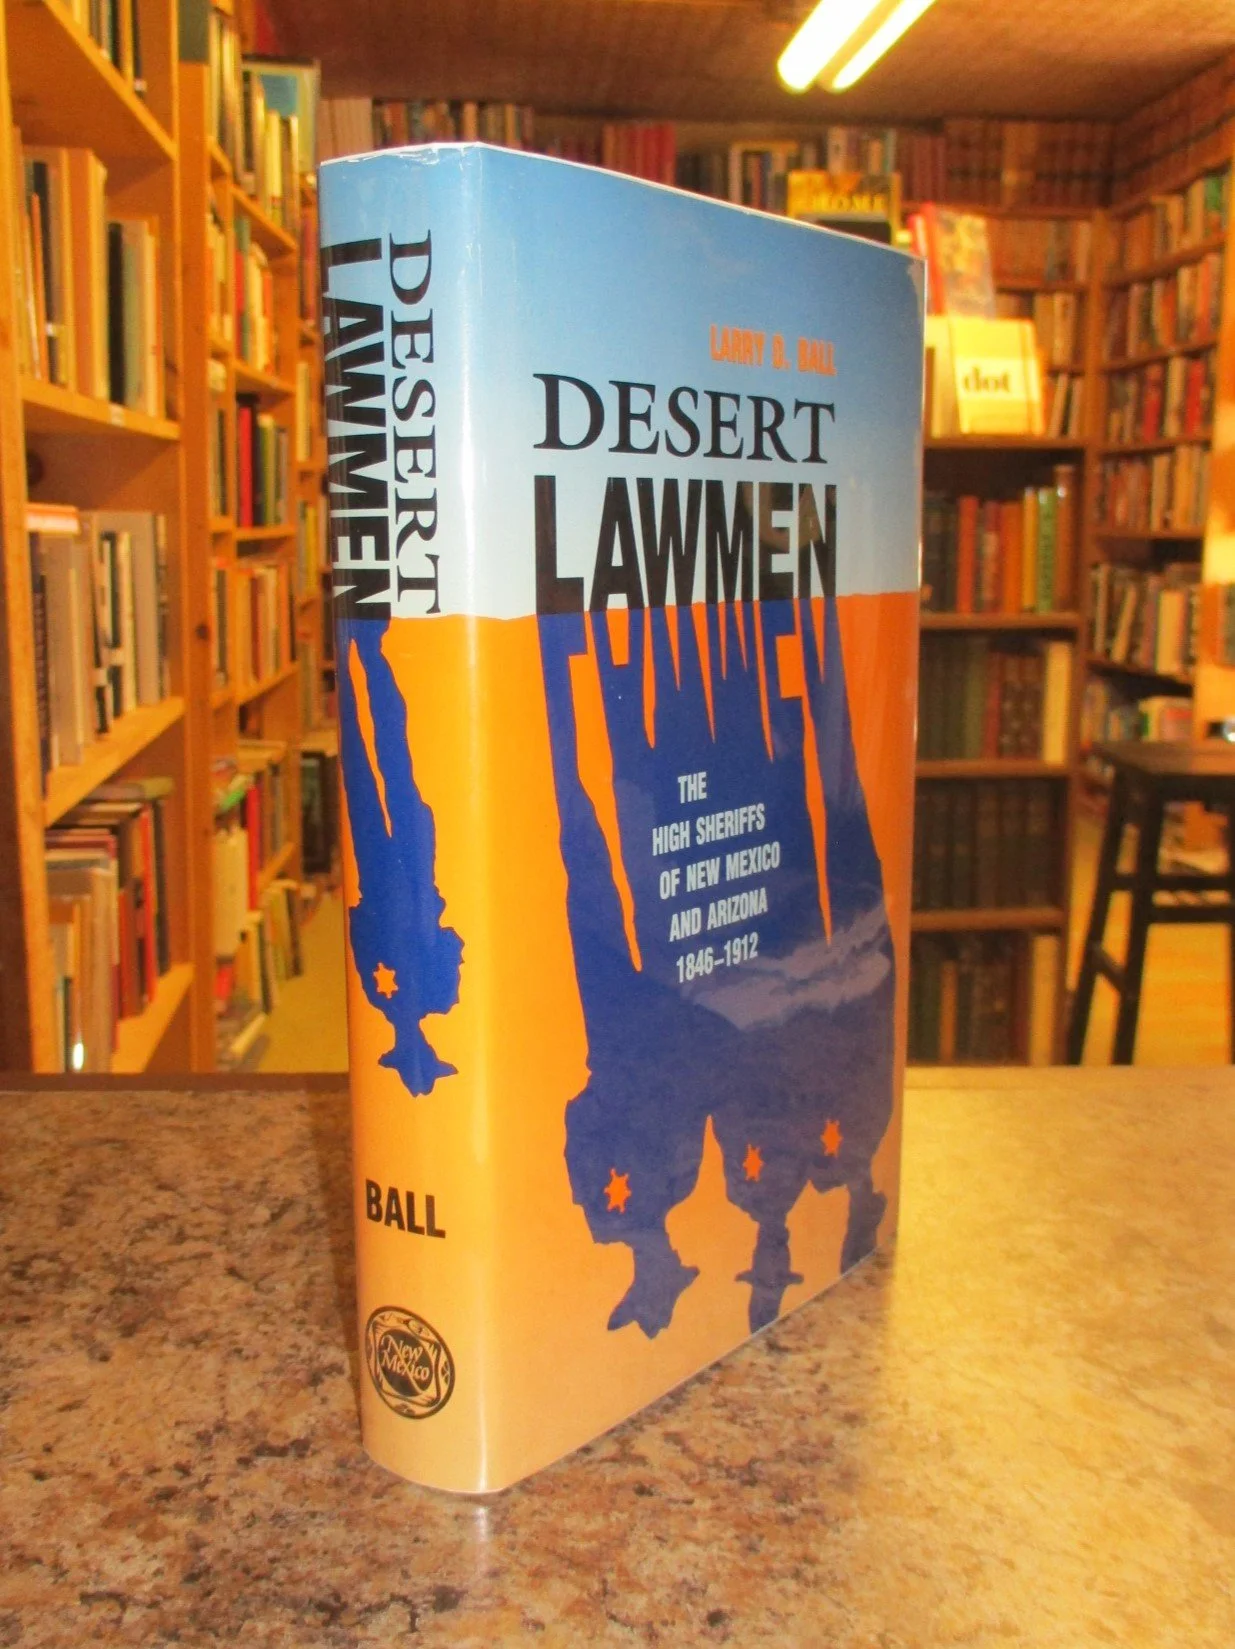 DESERT
LAWMEN
BALL
New
Mexico
LARRY D. BALL
DESERT
LAWMEN
THE
HIGH SHERIFFS
OF NEW MEXICO
AND ARIZONA
1846–1912
dot